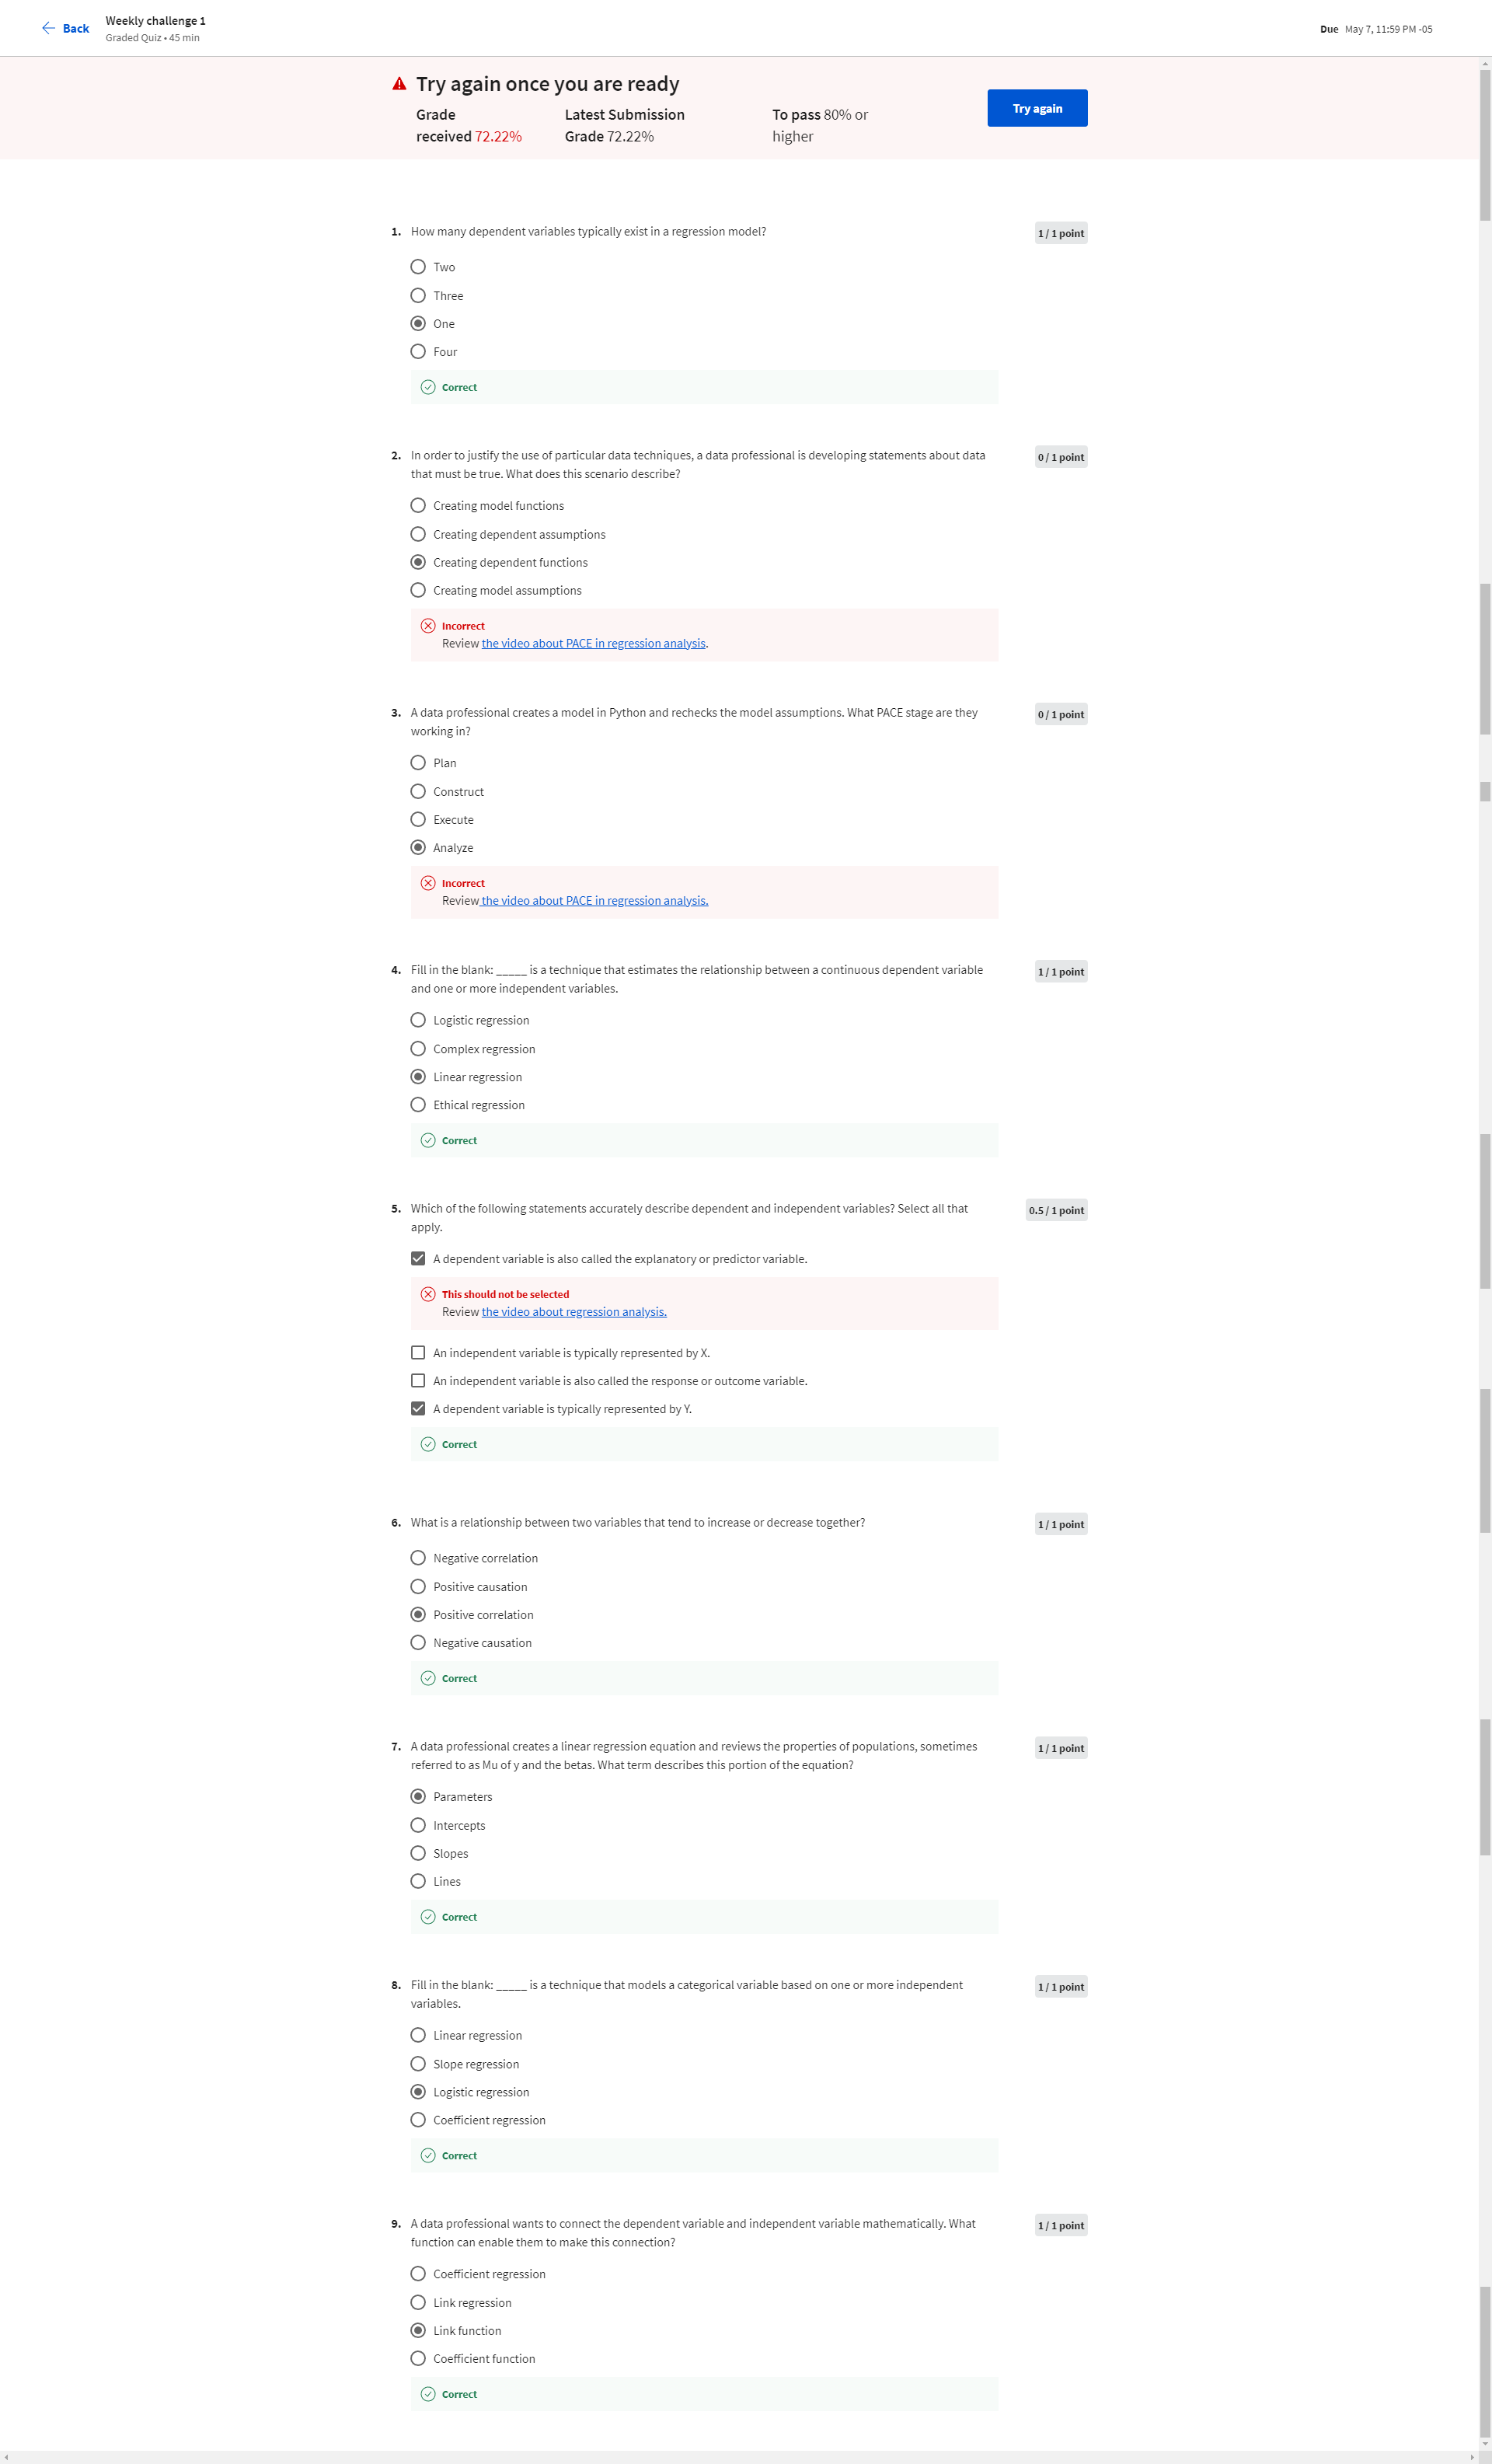 Back
Weekly challenge 1
Graded Quiz • 45 min
Due May 7, 11:59 PM -05
Try again once you are ready
Grade received 72.22%
Latest Submission Grade 72.22%
To pass 80% or higher
Try again
1. How many dependent variables typically exist in a regression model?
1 / 1 point
Two
Three
One
Four
Correct
2. In order to justify the use of particular data techniques, a data professional is developing statements about data
that must be true. What does this scenario describe?
0 / 1 point
Creating model functions
Creating dependent assumptions
Creating dependent functions
Creating model assumptions
Incorrect
Review the video about PACE in regression analysis.
3. A data professional creates a model in Python and rechecks the model assumptions. What PACE stage are they
working in?
0 / 1 point
Plan
Construct
Execute
Analyze
Incorrect
Review the video about PACE in regression analysis.
4. Fill in the blank: _____ is a technique that estimates the relationship between a continuous dependent variable
and one or more independent variables.
1 / 1 point
Logistic regression
Complex regression
Linear regression
Ethical regression
Correct
5. Which of the following statements accurately describe dependent and independent variables? Select all that
apply.
0.5 / 1 point
A dependent variable is also called the explanatory or predictor variable.
This should not be selected
Review the video about regression analysis.
An independent variable is typically represented by X.
An independent variable is also called the response or outcome variable.
A dependent variable is typically represented by Y.
Correct
6. What is a relationship between two variables that tend to increase or decrease together?
1 / 1 point
Negative correlation
Positive causation
Positive correlation
Negative causation
Correct
7. A data professional creates a linear regression equation and reviews the properties of populations, sometimes
referred to as Mu of y and the betas. What term describes this portion of the equation?
1 / 1 point
Parameters
Intercepts
Slopes
Lines
Correct
8. Fill in the blank: _____ is a technique that models a categorical variable based on one or more independent
variables.
1 / 1 point
Linear regression
Slope regression
Logistic regression
Coefficient regression
Correct
9. A data professional wants to connect the dependent variable and independent variable mathematically. What
function can enable them to make this connection?
1 / 1 point
Coefficient regression
Link regression
Link function
Coefficient function
Correct